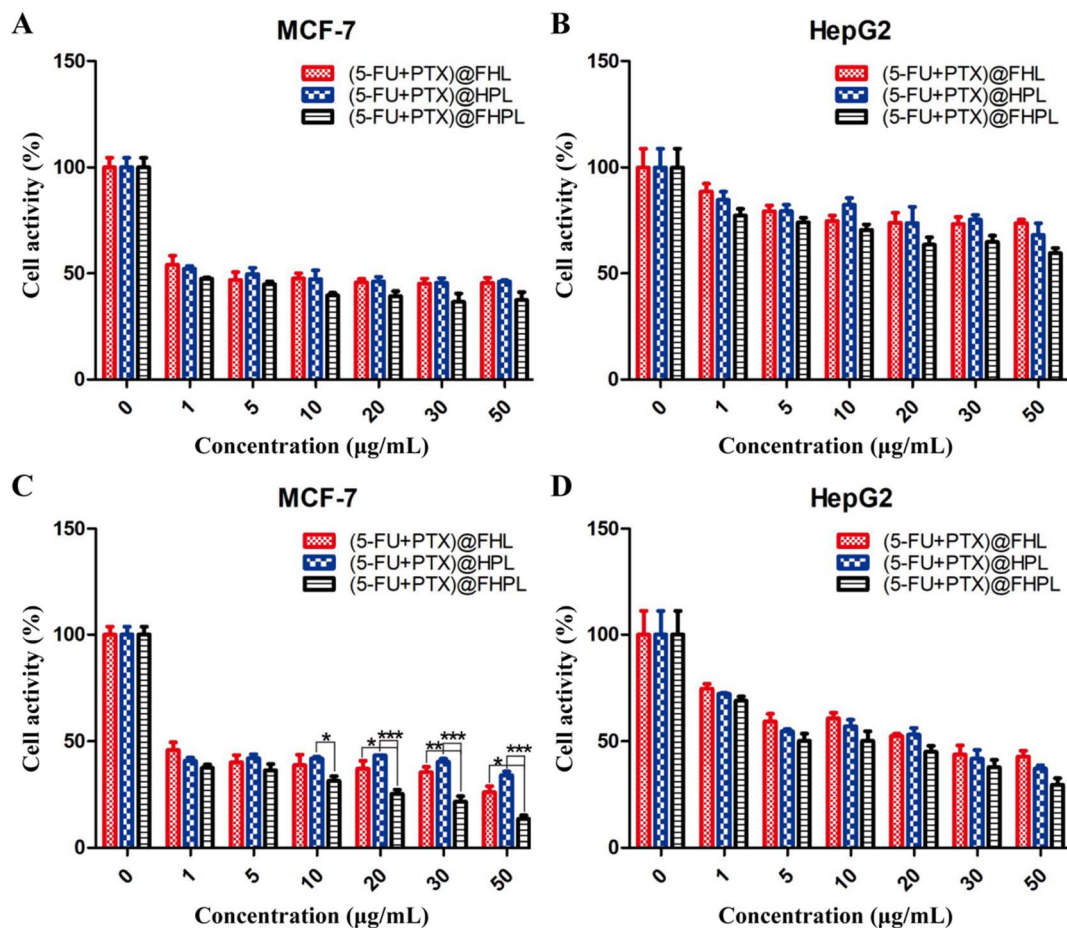 A
MCF-7
(5-FU+PTX)@FHL
(5-FU+PTX)@HPL
(5-FU+PTX)@FHPL
150
100
50
0
Cell activity (%)
0 1 5 10 20 30 50
Concentration (μg/mL)
B
HepG2
(5-FU+PTX)@FHL
(5-FU+PTX)@HPL
(5-FU+PTX)@FHPL
150
100
50
0
Cell activity (%)
0 1 5 10 20 30 50
Concentration (μg/mL)
C
MCF-7
(5-FU+PTX)@FHL
(5-FU+PTX)@HPL
(5-FU+PTX)@FHPL
150
100
50
0
Cell activity (%)
* * *** ** *** * ***
0 1 5 10 20 30 50
Concentration (μg/mL)
D
HepG2
(5-FU+PTX)@FHL
(5-FU+PTX)@HPL
(5-FU+PTX)@FHPL
150
100
50
0
Cell activity (%)
0 1 5 10 20 30 50
Concentration (μg/mL)